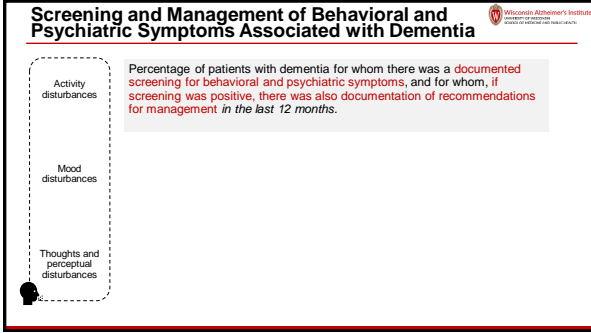 Screening and Management of Behavioral and
Psychiatric Symptoms Associated with Dementia
Wisconsin Alzheimer's Institute
UNIVERSITY OF WISCONSIN
SCHOOL OF MEDICINE AND PUBLIC HEALTH
Activity
disturbances
Percentage of patients with dementia for whom there was a documented
screening for behavioral and psychiatric symptoms, and for whom, if
screening was positive, there was also documentation of recommendations
for management in the last 12 months.
Mood
disturbances
Thoughts and
perceptual
disturbances